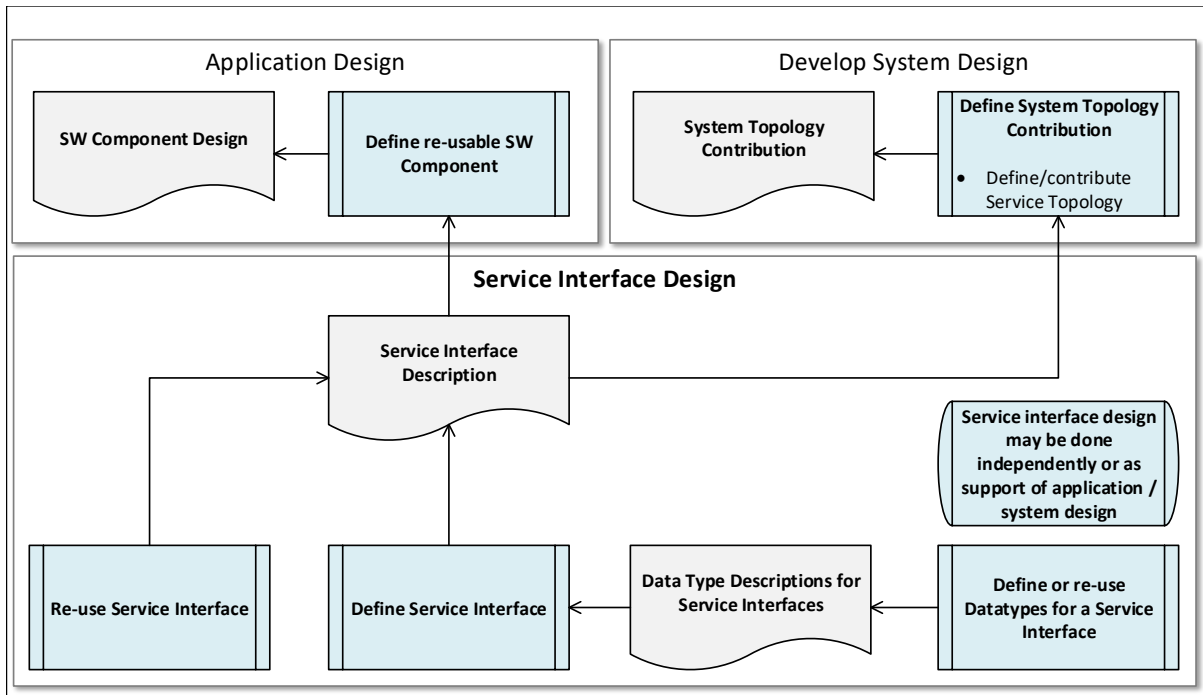 Application Design
SW Component Design
Define re-usable SW
Component
Develop System Design
System Topology
Contribution
Define System Topology
Contribution
• Define/contribute
Service Topology
Service Interface Design
Service Interface
Description
Service interface design
may be done
independently or as
support of application /
system design
Re-use Service Interface
Define Service Interface
Data Type Descriptions for
Service Interfaces
Define or re-use
Datatypes for a Service
Interface